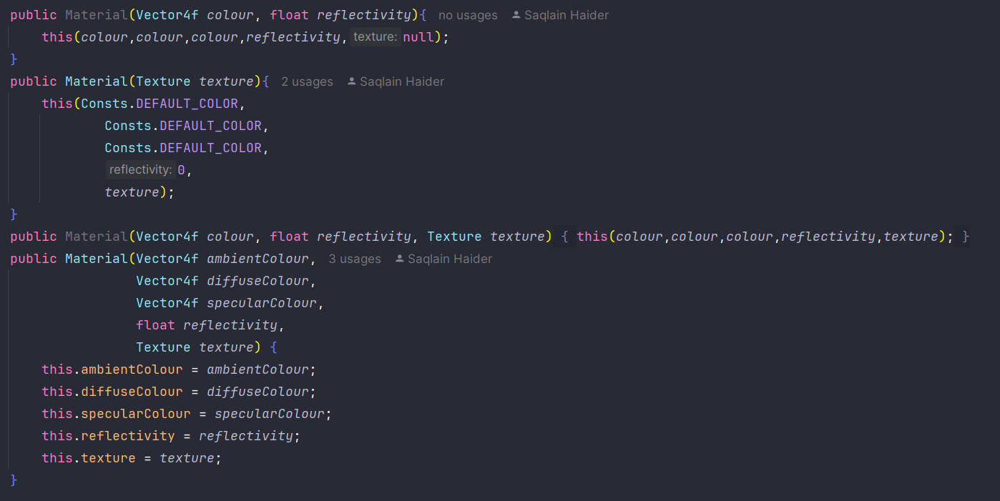 public Material(Vector4f colour, float reflectivity){ no usages Saqlain Haider
this(colour,colour,colour,reflectivity, texture: null);
}
public Material(Texture texture){ 2 usages Saqlain Haider
this(Consts.DEFAULT_COLOR,
Consts.DEFAULT_COLOR,
Consts.DEFAULT_COLOR,
reflectivity: 0,
texture);
}
public Material(Vector4f colour, float reflectivity, Texture texture) { this(colour,colour,colour,reflectivity,texture); }
public Material(Vector4f ambientColour, 3 usages Saqlain Haider
Vector4f diffuseColour,
Vector4f specularColour,
float reflectivity,
Texture texture) {
this.ambientColour = ambientColour;
this.diffuseColour = diffuseColour;
this.specularColour = specularColour;
this.reflectivity = reflectivity;
this.texture = texture;
}